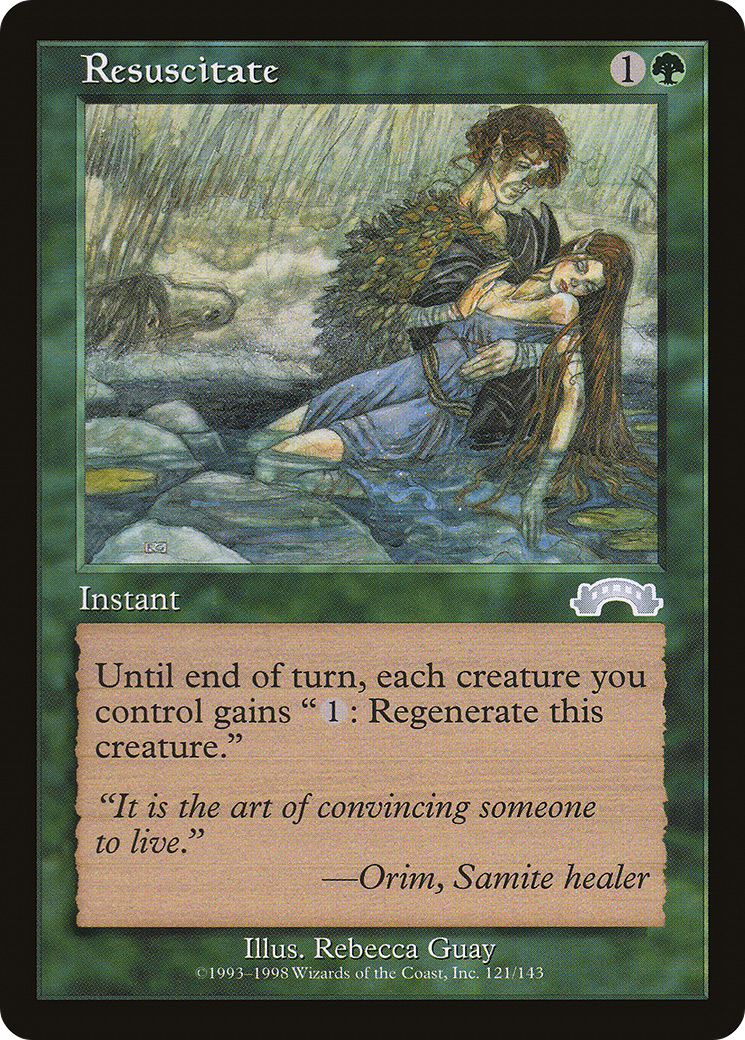 Resuscitate 1
RG
Instant
Until end of turn, each creature you
control gains “1: Regenerate this
creature.”
“It is the art of convincing someone
to live.”
—Orim, Samite healer
Illus. Rebecca Guay
©1993–1998 Wizards of the Coast, Inc. 121/143